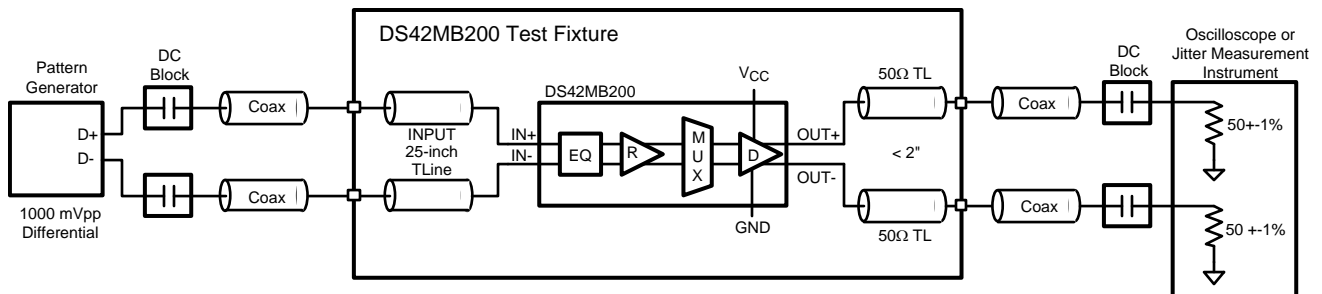 DS42MB200 Test Fixture
Pattern
Generator
D+
D-
1000 mVpp
Differential
DC
Block
Coax
Coax
INPUT
25-inch
TLine
IN+
IN-
DS42MB200
EQ
R
M
U
X
D
VCC
GND
OUT+
OUT-
50Ω TL
< 2"
50Ω TL
Coax
Coax
DC
Block
Oscilloscope or
Jitter Measurement
Instrument
50+-1%
50 +-1%